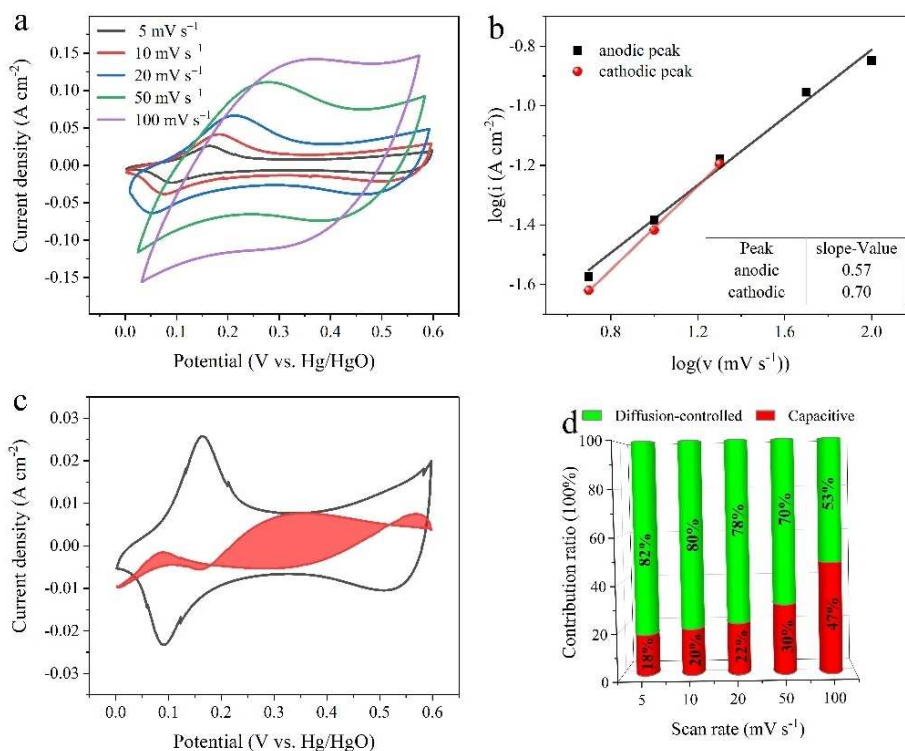 a
5 mV s⁻¹
10 mV s⁻¹
20 mV s⁻¹
50 mV s⁻¹
100 mV s⁻¹
Current density (A cm⁻²)
0.15
0.10
0.05
0.00
-0.05
-0.10
-0.15
0.0 0.1 0.2 0.3 0.4 0.5 0.6
Potential (V vs. Hg/HgO)
b
anodic peak
cathodic peak
log(i (A cm⁻²)
-0.8
-1.0
-1.2
-1.4
-1.6
Peak slope-Value
anodic 0.57
cathodic 0.70
0.8 1.2 1.6 2.0
log(v (mV s⁻¹))
c
Current density (A cm⁻²)
0.03
0.02
0.01
0.00
-0.01
-0.02
-0.03
0.0 0.1 0.2 0.3 0.4 0.5 0.6
Potential (V vs. Hg/HgO)
Diffusion-controlled Capacitive
d
Contribution ratio (100%)
100
80
60
40
20
0
82% 80% 78% 70% 53%
18% 20% 22% 30% 47%
5 10 20 50 100
Scan rate (mV s⁻¹)